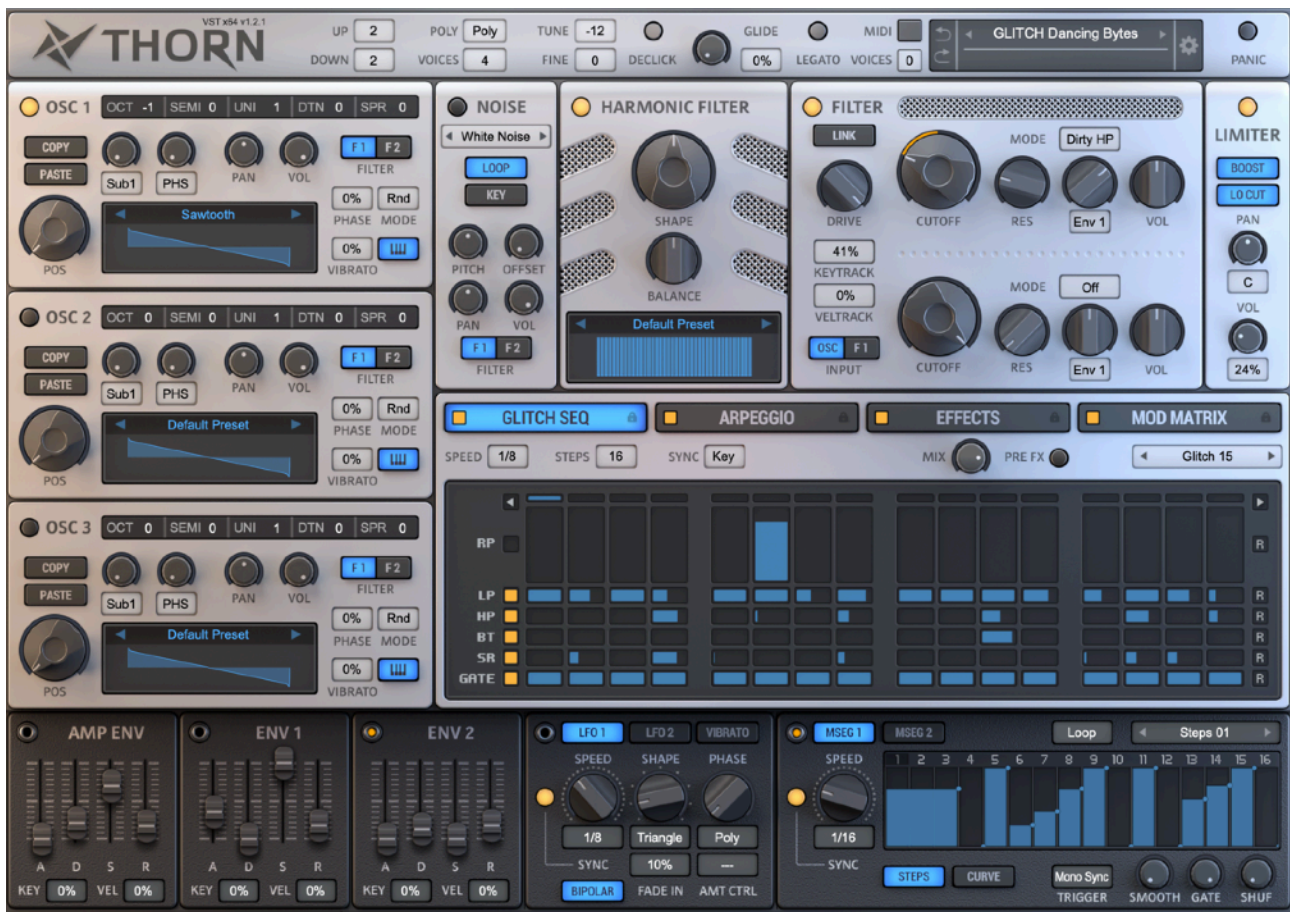 VST x64 v1.2.1
THORN
UP 2 POLY Poly TUNE -12 GLIDE MIDI GLITCH Dancing Bytes
DOWN 2 VOICES 4 FINE 0 DECLICK 0% LEGATO VOICES 0 PANIC
OSC 1 OCT -1 SEMI 0 UNI 1 DTN 0 SPR 0
COPY
PASTE
Sub1 PHS PAN VOL
F1 F2
FILTER
0% Rnd
PHASE MODE
Sawtooth
0%
VIBRATO
POS
OSC 2 OCT 0 SEMI 0 UNI 1 DTN 0 SPR 0
COPY
PASTE
Sub1 PHS PAN VOL
F1 F2
FILTER
0% Rnd
PHASE MODE
Default Preset
0%
VIBRATO
POS
OSC 3 OCT 0 SEMI 0 UNI 1 DTN 0 SPR 0
COPY
PASTE
Sub1 PHS PAN VOL
F1 F2
FILTER
0% Rnd
PHASE MODE
Default Preset
0%
VIBRATO
POS
NOISE
White Noise
LOOP
KEY
PITCH OFFSET
PAN VOL
F1 F2
FILTER
HARMONIC FILTER
SHAPE
BALANCE
Default Preset
FILTER
LINK
MODE Dirty HP
DRIVE CUTOFF RES Env 1 VOL
41%
KEYTRACK
0%
VELTRACK
OSC F1
INPUT
MODE Off
CUTOFF RES Env 1 VOL
LIMITER
BOOST
LO CUT
PAN
C
VOL
24%
GLITCH SEQ ARPEGGIO EFFECTS MOD MATRIX
SPEED 1/8 STEPS 16 SYNC Key MIX PRE FX Glitch 15
RP R
LP R
HP R
BT R
SR R
GATE R
AMP ENV
A D S R
KEY 0% VEL 0%
ENV 1
A D S R
KEY 0% VEL 0%
ENV 2
A D S R
KEY 0% VEL 0%
LFO 1 LFO 2 VIBRATO
SPEED SHAPE PHASE
1/8 Triangle Poly
SYNC 10% ---
BIPOLAR FADE IN AMT CTRL
MSEG 1 MSEG 2 Loop Steps 01
SPEED 1 2 3 4 5 6 7 8 9 10 11 12 13 14 15 16
1/16
SYNC
STEPS CURVE Mono Sync
TRIGGER SMOOTH GATE SHUF